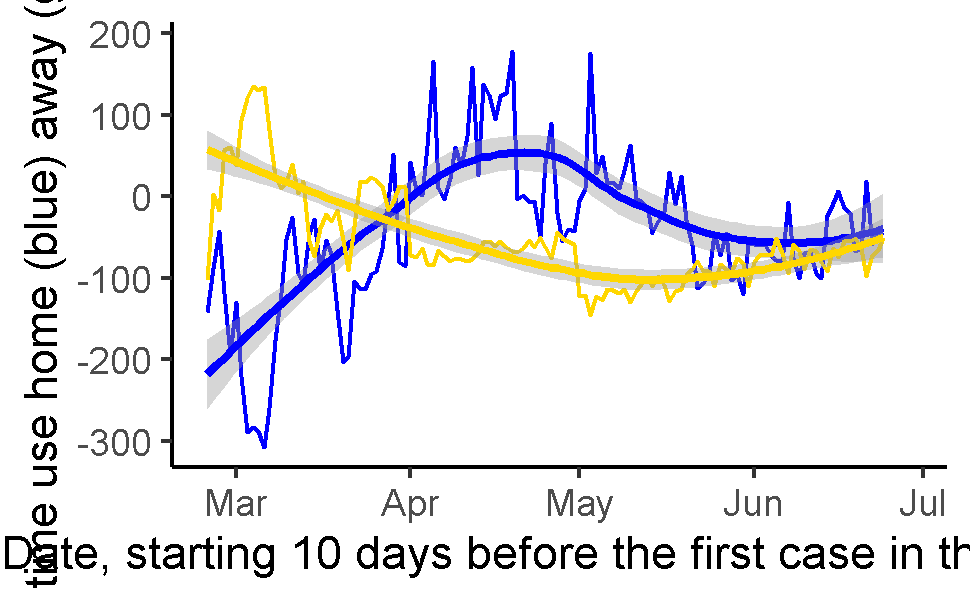 time use home (blue) away (g
200
100
0
-100
-200
-300
Mar Apr May Jun Jul
Date, starting 10 days before the first case in th